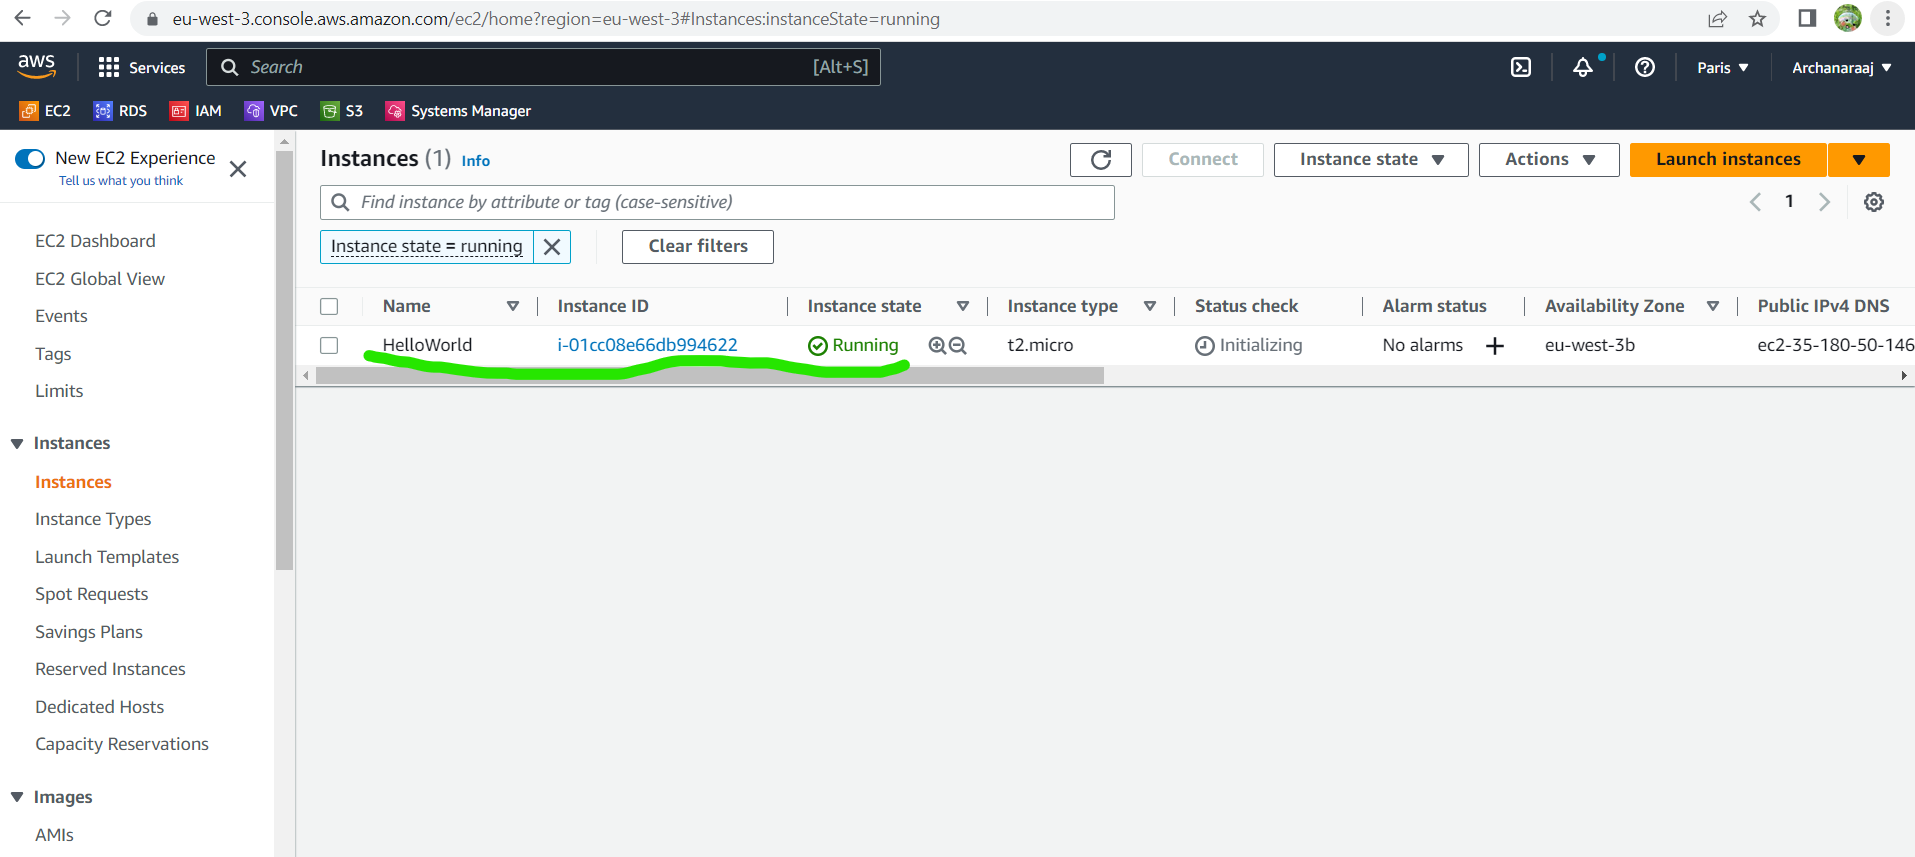 eu-west-3.console.aws.amazon.com/ec2/home?region=eu-west-3#Instances:instanceState=running
aws Services Search [Alt+S] Paris Archanaraaj
EC2 RDS IAM VPC S3 Systems Manager
New EC2 Experience
Tell us what you think
EC2 Dashboard
EC2 Global View
Events
Tags
Limits
Instances
Instances
Instance Types
Launch Templates
Spot Requests
Savings Plans
Reserved Instances
Dedicated Hosts
Capacity Reservations
Images
AMIs
Instances (1) Info Connect Instance state Actions Launch instances
Find instance by attribute or tag (case-sensitive) 1
Instance state = running Clear filters
Name Instance ID Instance state Instance type Status check Alarm status Availability Zone Public IPv4 DNS
HelloWorld i-01cc08e66db994622 Running t2.micro Initializing No alarms + eu-west-3b ec2-35-180-50-146